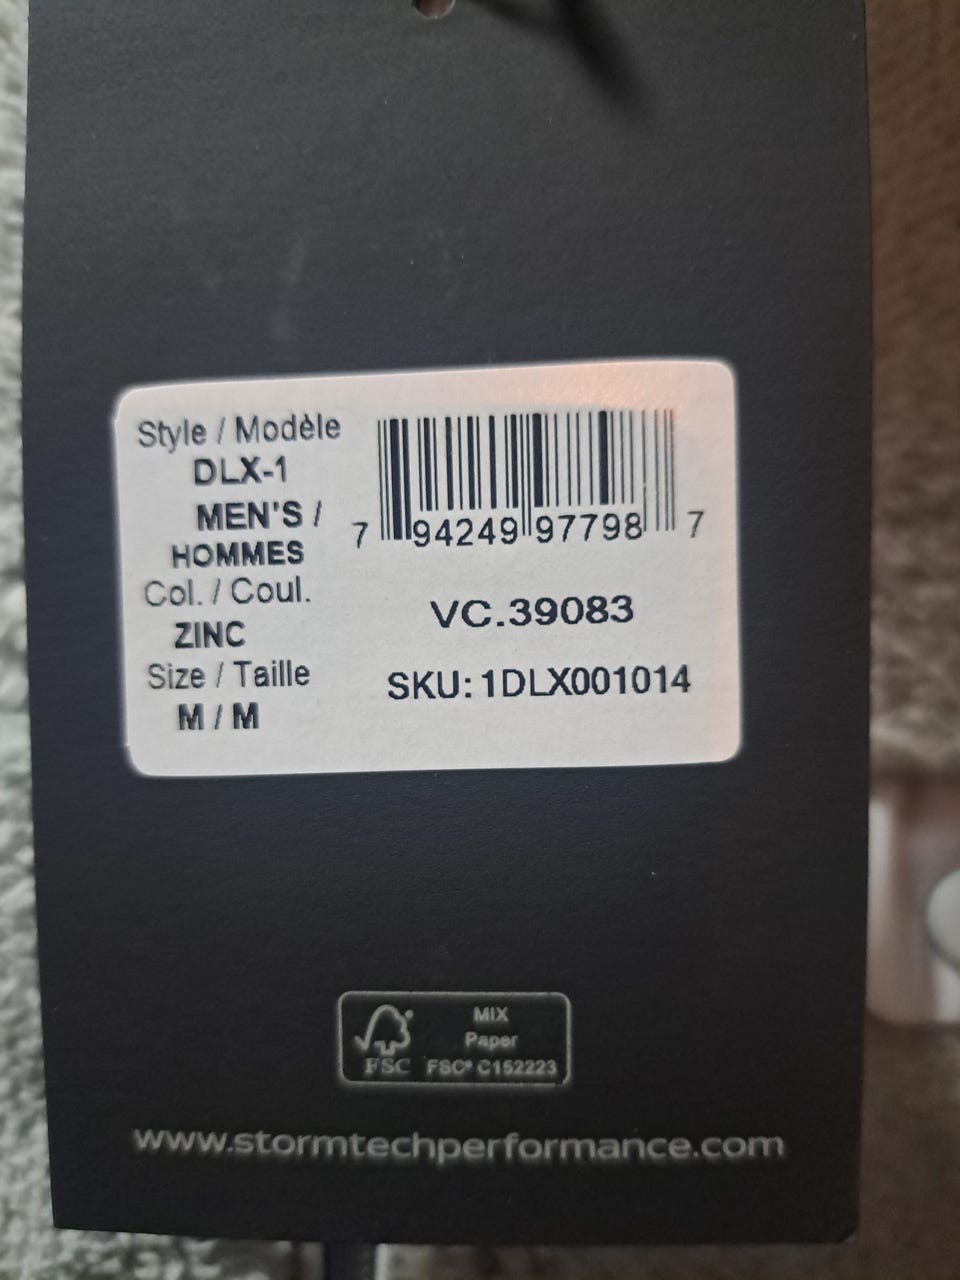 Style / Modèle
DLX-1
MEN'S /
HOMMES
Col. / Coul.
ZINC
Size / Taille
M / M
7 94249 97798 7
VC.39083
SKU: 1DLX001014
FSC
MIX
Paper
FSC® C152223
www.stormtechperformance.com